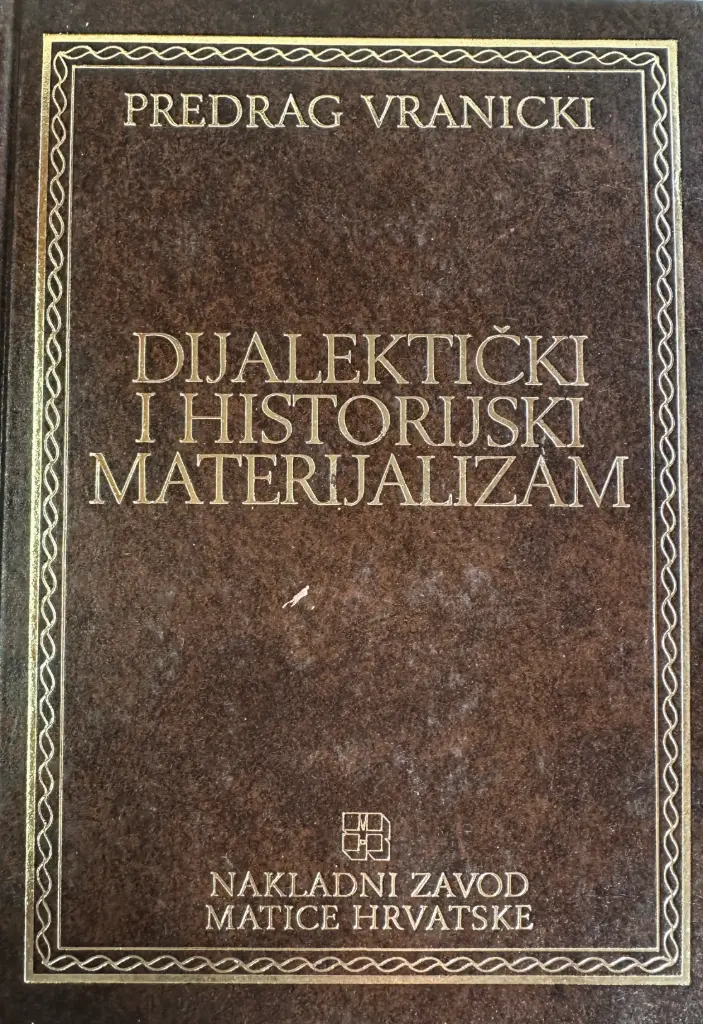 PREDRAG VRANICKI
DIJALEKTIČKI
I HISTORIJSKI
MATERIJALIZAM
NAKLADNI ZAVOD
MATICE HRVATSKE